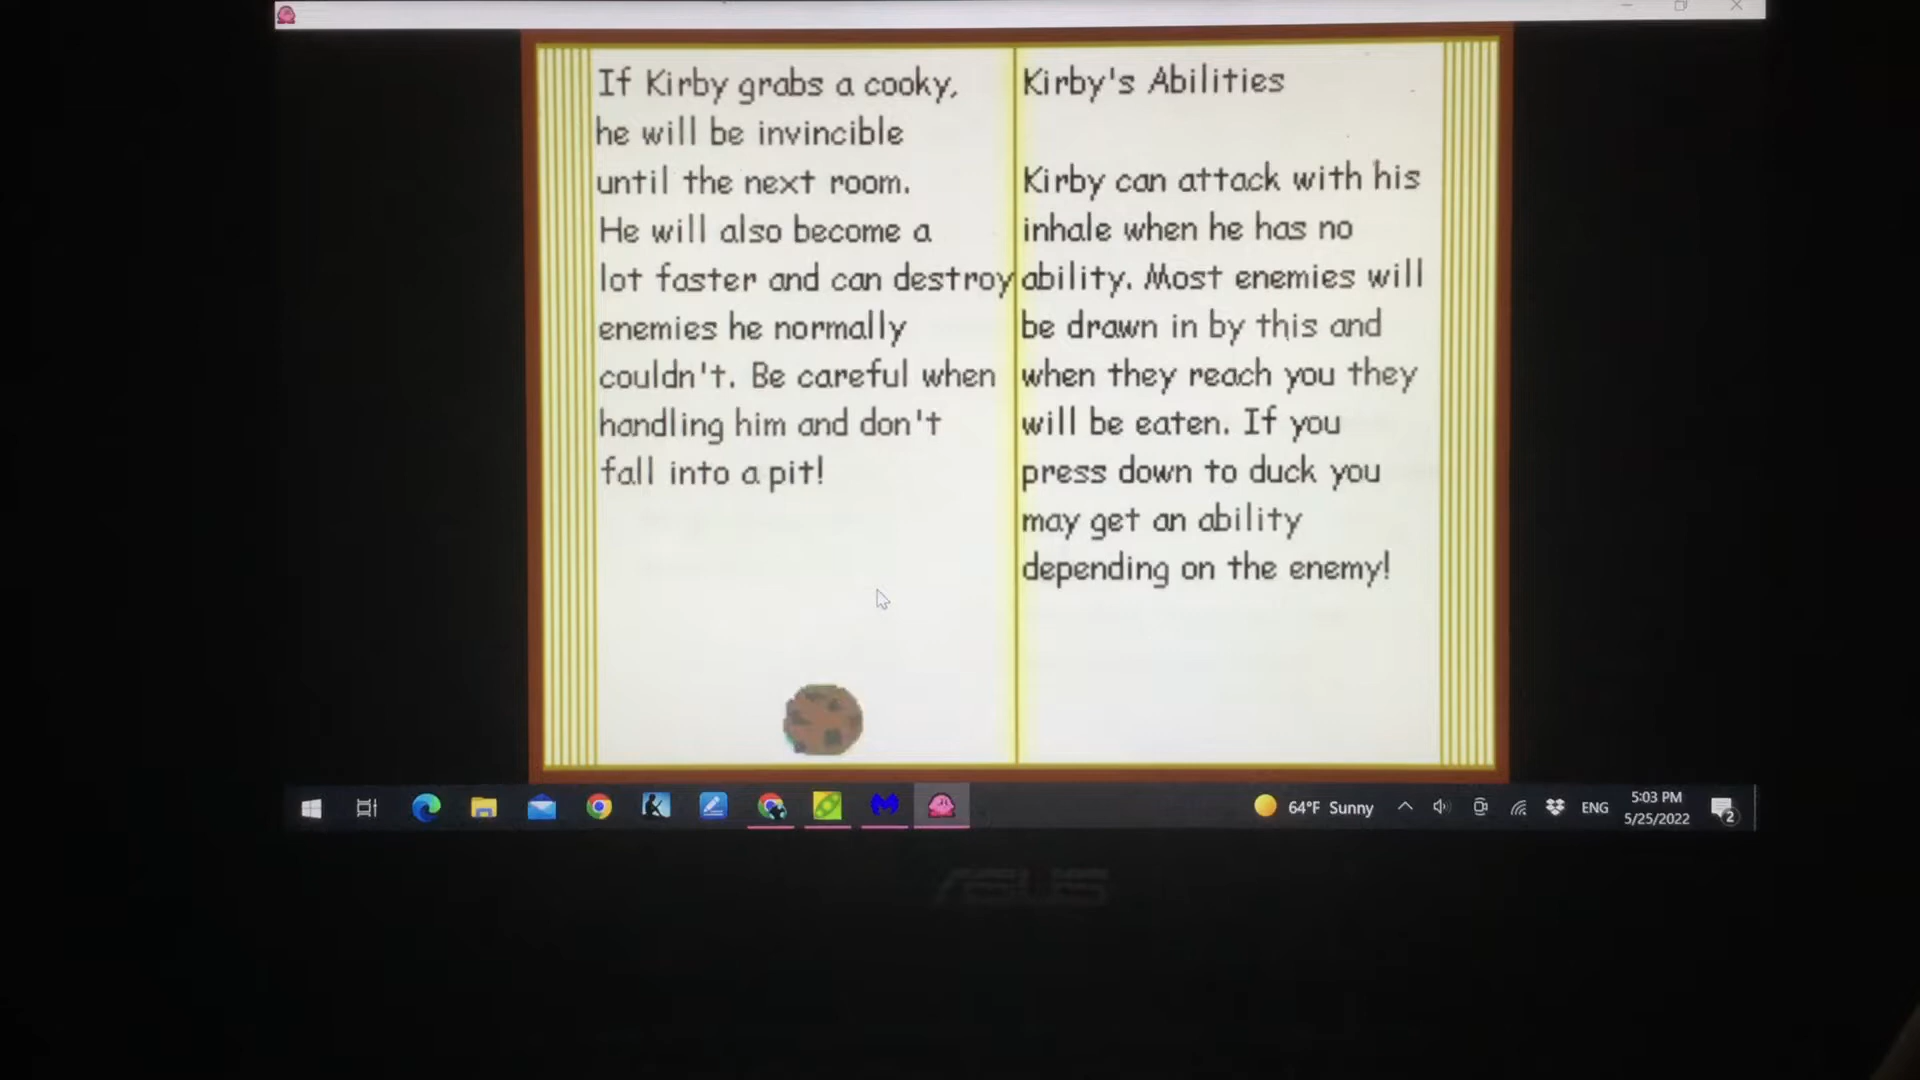 If Kirby grabs a cooky,
he will be invincible
until the next room.
He will also become a
lot faster and can destroy
enemies he normally
couldn't. Be careful when
handling him and don't
fall into a pit!
Kirby's Abilities
Kirby can attack with his
inhale when he has no
ability. Most enemies will
be drawn in by this and
when they reach you they
will be eaten. If you
press down to duck you
may get an ability
depending on the enemy!
64°F Sunny
ENG
5:03 PM
5/25/2022
2
ASUS